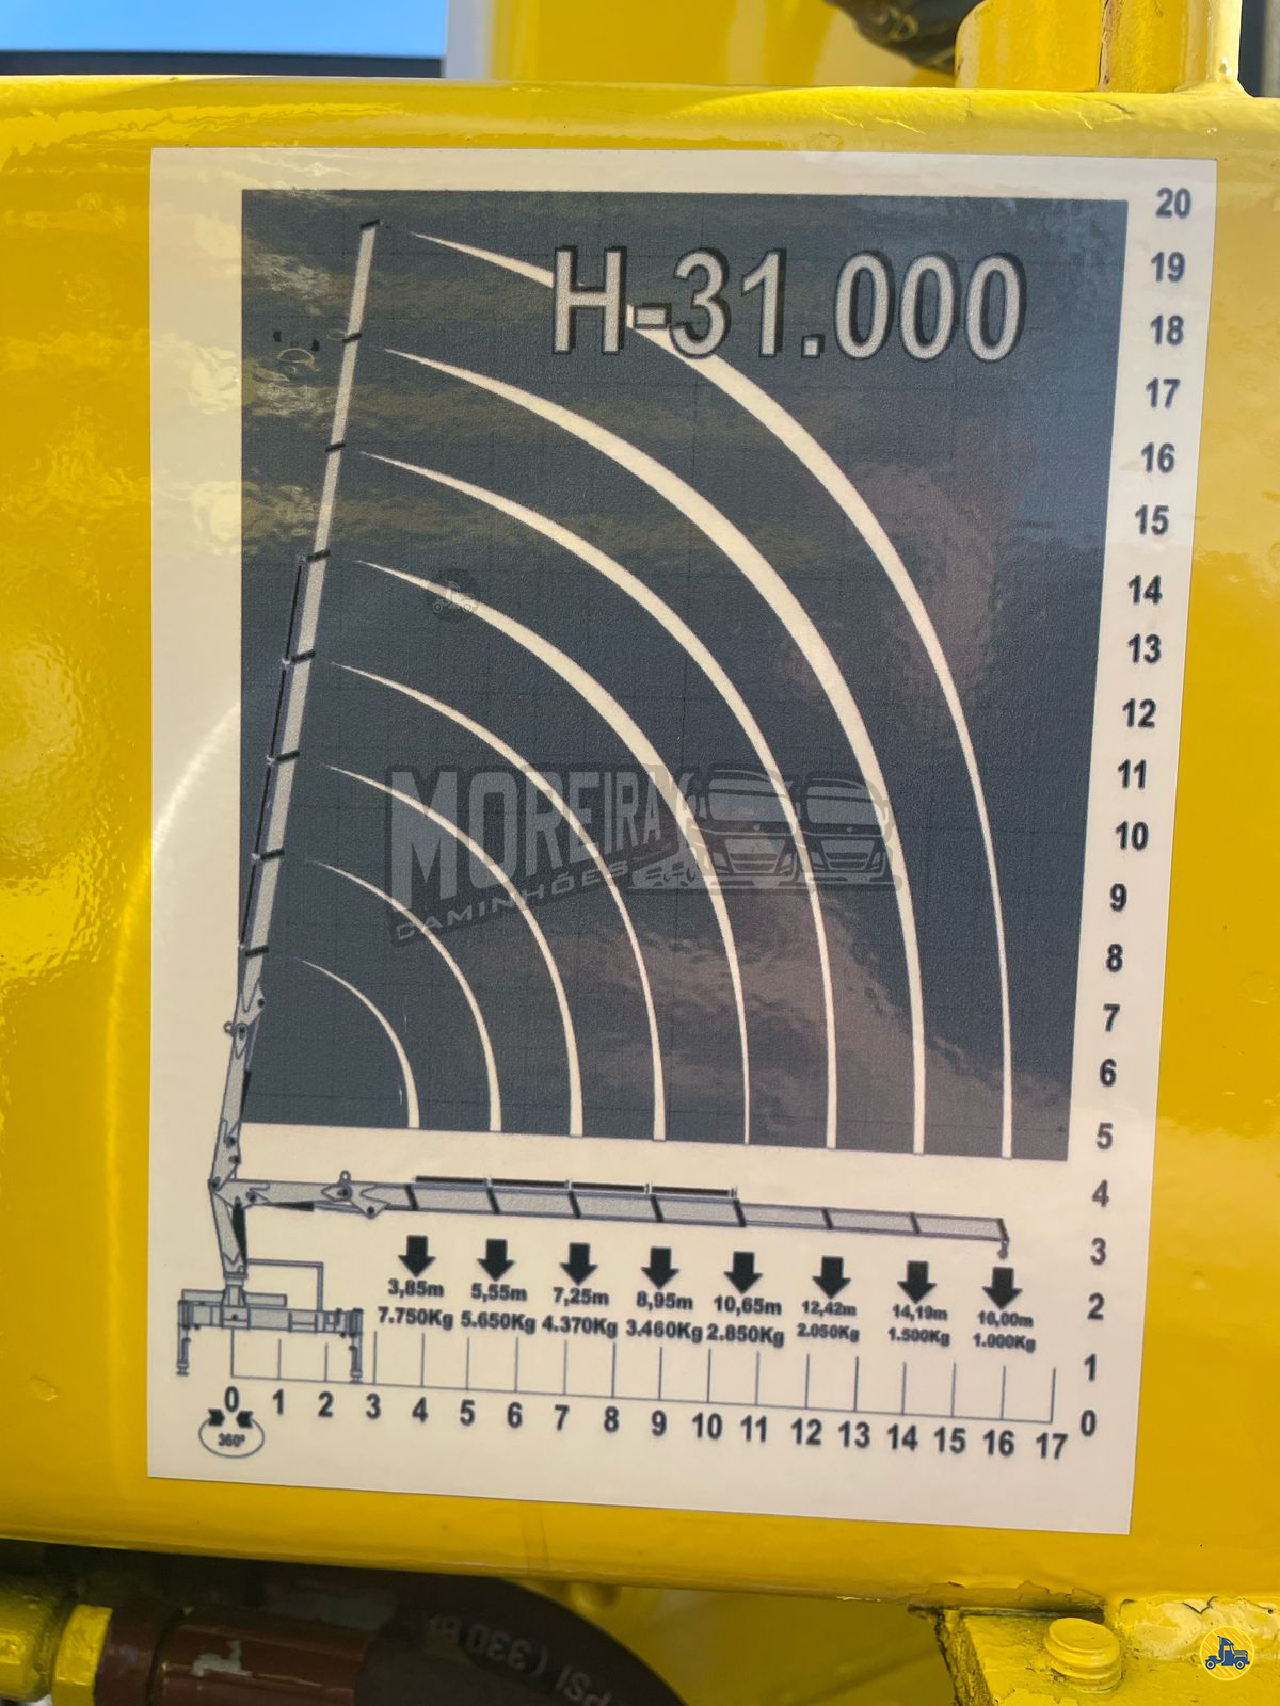 20
H-31.000
19
18
17
16
15
14
13
12
11
MOREIRA
CAMINHÕES
10
9
8
7
6
5
4
3
3,85m 5,55m 7,25m 8,95m 10,65m 12,42m 14,19m 16,00m
7.750Kg 5.650Kg 4.370Kg 3.460Kg 2.850Kg 2.050Kg 1.500Kg 1.000Kg
2
1
0 1 2 3 4 5 6 7 8 9 10 11 12 13 14 15 16 17
0
360º
PSI ( 330 B